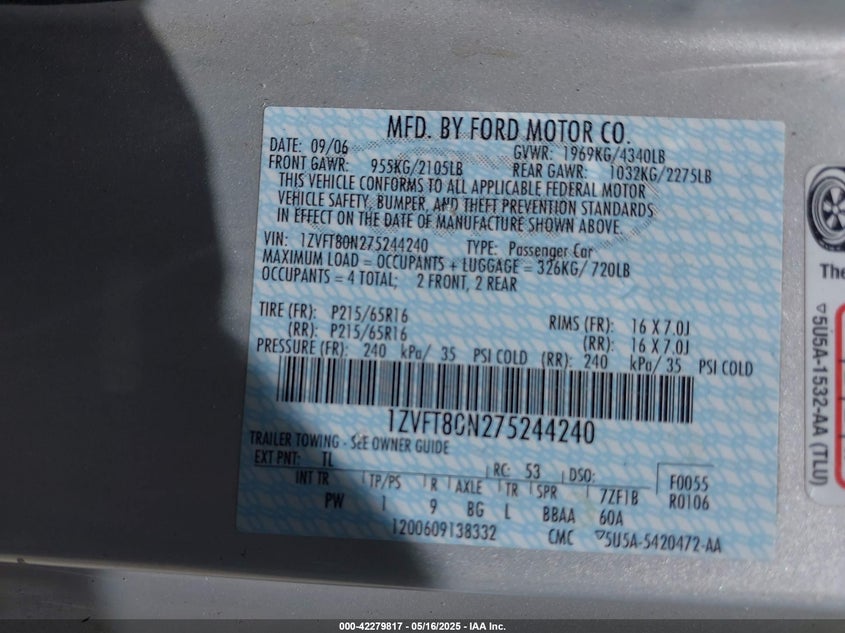 MFD. BY FORD MOTOR CO.
DATE: 09/06 GVWR: 1969KG/4340LB
FRONT GAWR: 955KG/2105LB REAR GAWR: 1032KG/2275LB
THIS VEHICLE CONFORMS TO ALL APPLICABLE FEDERAL MOTOR
VEHICLE SAFETY, BUMPER, AND THEFT PREVENTION STANDARDS
IN EFFECT ON THE DATE OF MANUFACTURE SHOWN ABOVE.
VIN: 1ZVFT80N275244240 TYPE: Passenger Car
MAXIMUM LOAD = OCCUPANTS + LUGGAGE = 326KG/720LB
OCCUPANTS = 4 TOTAL; 2 FRONT, 2 REAR
TIRE (FR): P215/65R16 RIMS (FR): 16 X 7.0J
(RR): P215/65R16 (RR): 16 X 7.0J
PRESSURE (FR): 240 kPa/ 35 PSI COLD (RR): 240 kPa/ 35 PSI COLD
1ZVFT80N275244240
TRAILER TOWING - SEE OWNER GUIDE
EXT PNT: TL RC: 53 DSO: F0055
INT TR TP/PS R AXLE TR SPR 7ZF1B R0106
PW 1 9 BG L BBAA 60A
1200609138332 CMC ▽5U5A-5420472-AA
The
▽5U5A-1532-AA (TLU)
000-42279817 - 05/16/2025 - IAA Inc.